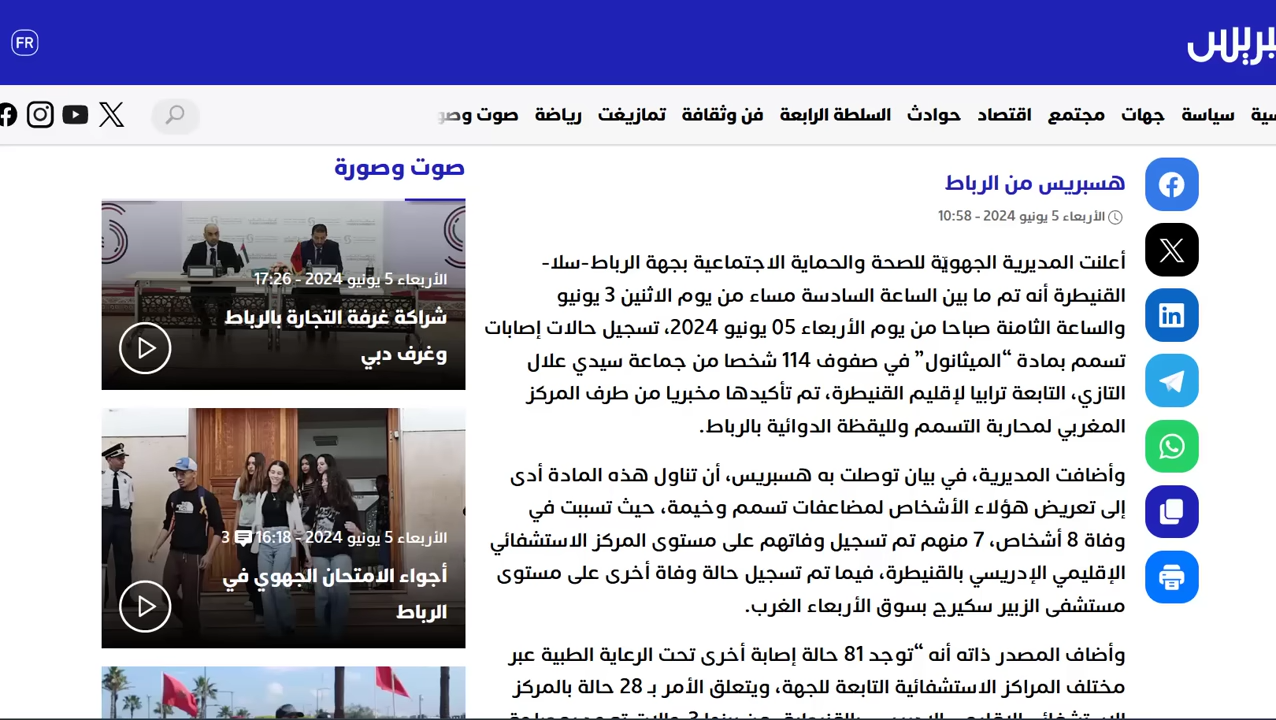 FR
سياسة
جهات
مجتمع
اقتصاد
حوادث
السلطة الرابعة
فن وثقافة
تمازيغت
رياضة
صوت وصو
هسبريس من الرباط
الأربعاء 5 يونيو 2024 - 10:58
أعلنت المديرية الجهويّة للصحة والحماية الاجتماعية بجهة الرباط-سلا-
القنيطرة أنه تم ما بين الساعة السادسة مساء من يوم الاثنين 3 يونيو
والساعة الثامنة صباحا من يوم الأربعاء 05 يونيو 2024، تسجيل حالات إصابات
تسمم بمادة “الميثانول” في صفوف 114 شخصا من جماعة سيدي علال
التازي، التابعة ترابيا لإقليم القنيطرة، تم تأكيدها مخبريا من طرف المركز
المغربي لمحاربة التسمم ولليقظة الدوائية بالرباط.
وأضافت المديرية، في بيان توصلت به هسبريس، أن تناول هذه المادة أدى
إلى تعريض هؤلاء الأشخاص لمضاعفات تسمم وخيمة، حيث تسببت في
وفاة 8 أشخاص، 7 منهم تم تسجيل وفاتهم على مستوى المركز الاستشفائي
الإقليمي الإدريسي بالقنيطرة، فيما تم تسجيل حالة وفاة أخرى على مستوى
مستشفى الزبير سكيرج بسوق الأربعاء الغرب.
وأضاف المصدر ذاته أنه “توجد 81 حالة إصابة أخرى تحت الرعاية الطبية عبر
مختلف المراكز الاستشفائية التابعة للجهة، ويتعلق الأمر بـ 28 حالة بالمركز
صوت وصورة
الأربعاء 5 يونيو 2024 - 17:26
شراكة غرفة التجارة بالرباط
وغرف دبي
الأربعاء 5 يونيو 2024 - 16:18 3
أجواء الامتحان الجهوي في
الرباط